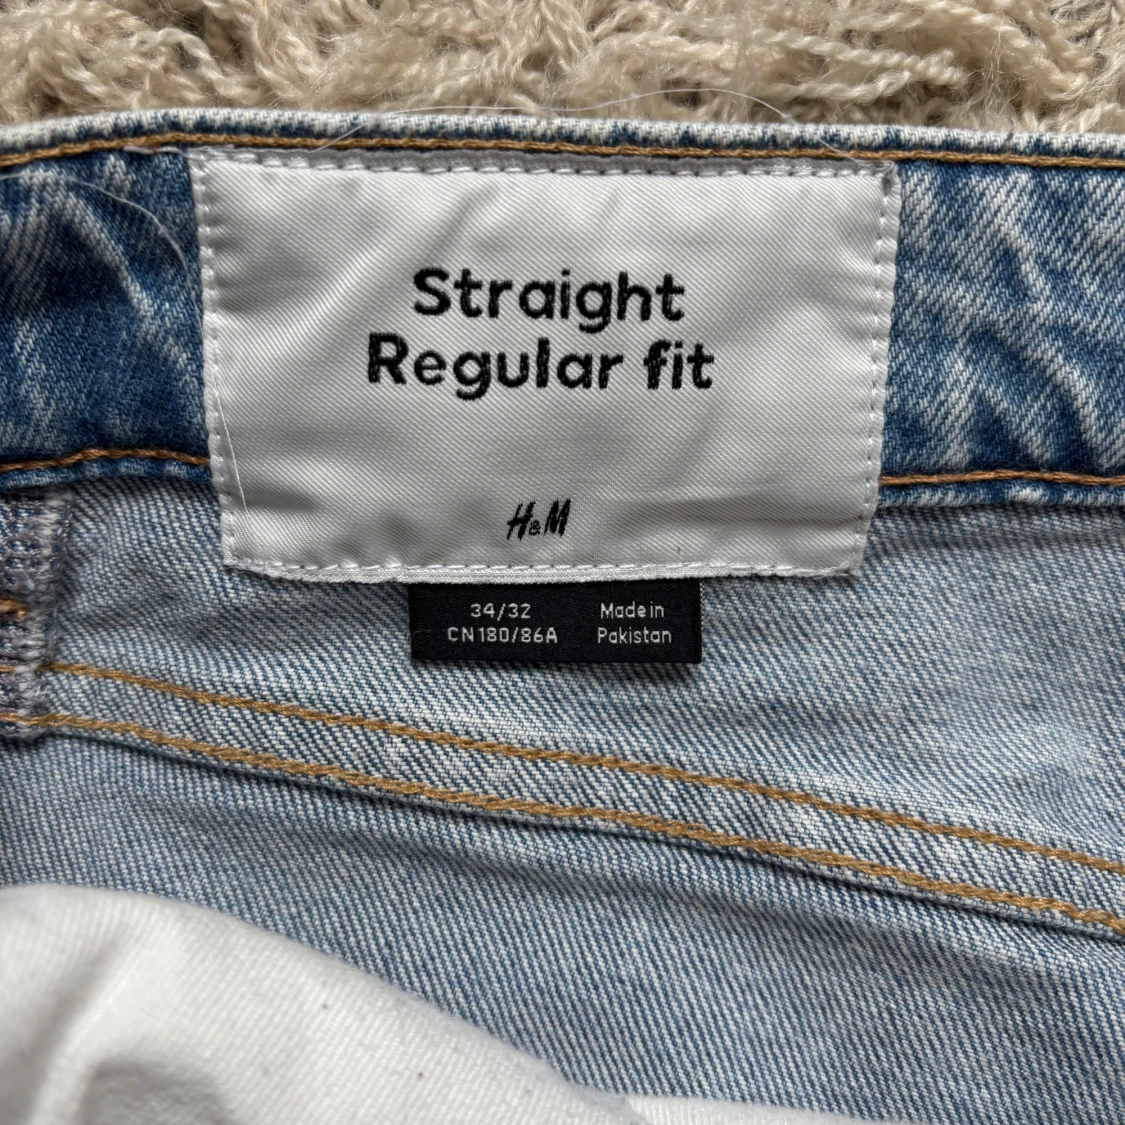 Straight
Regular fit
H&M
34/32
CN180/86A
Made in
Pakistan